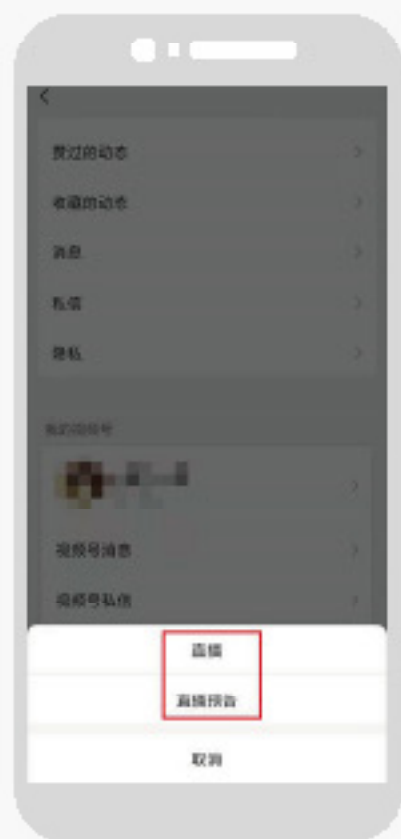 赞过的动态
收藏的动态
消息
私信
隐私
我的视频号
视频号消息
视频号私信
直播
直播预告
取消